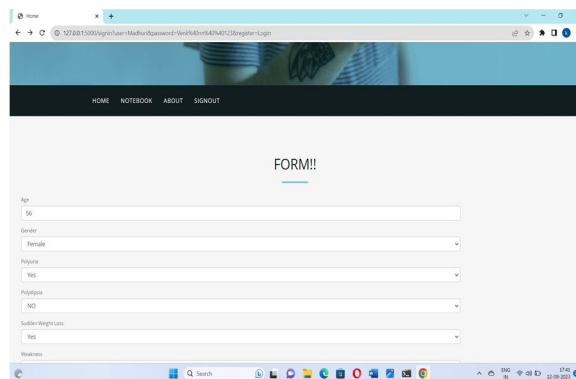 Home
127.0.0.1:5000/signin?user=Madhuri&password=Venk%40nn%40%40123&register=Login
HOME NOTEBOOK ABOUT SIGNOUT
FORM!!
Age
56
Gender
Female
Polyuria
Yes
Polydipsia
NO
Sudden Weight Loss
Yes
Weakness
Search
ENG
IN
17:41
12-09-2023